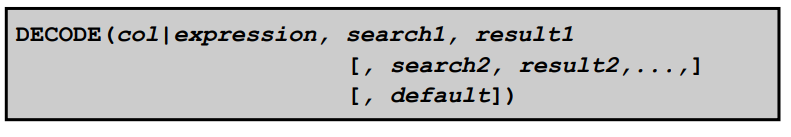 DECODE(col|expression, search1, result1
[, search2, result2,...,]
[, default])